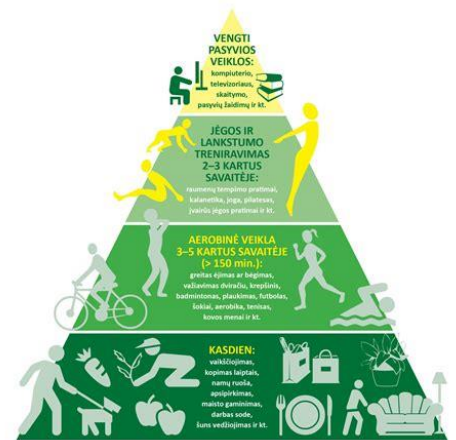 VENGTI
PASYVIOS
VEIKLOS:
kompiuterio,
televizoriaus,
skaitymo,
pasyvių žaidimų ir kt.
JĖGOS IR
LANKSTUMO
TRENIRAVIMAS
2–3 KARTUS
SAVAITĖJE:
raumenų tempimo pratimai,
kalanetika, joga, pilatesas,
įvairūs jėgos pratimai ir kt.
AEROBINĖ VEIKLA
3–5 KARTUS SAVAITĖJE
(> 150 min.):
greitas ėjimas ar bėgimas,
važiavimas dviračiu, krepšinis,
badmintonas, plaukimas, futbolas,
šokiai, aerobika, tenisas,
kovos menai ir kt.
KASDIEN:
vaikščiojimas,
kopimas laiptais,
namų ruoša,
apsipirkimas,
maisto gaminimas,
darbas sode,
šuns vedžiojimas ir kt.